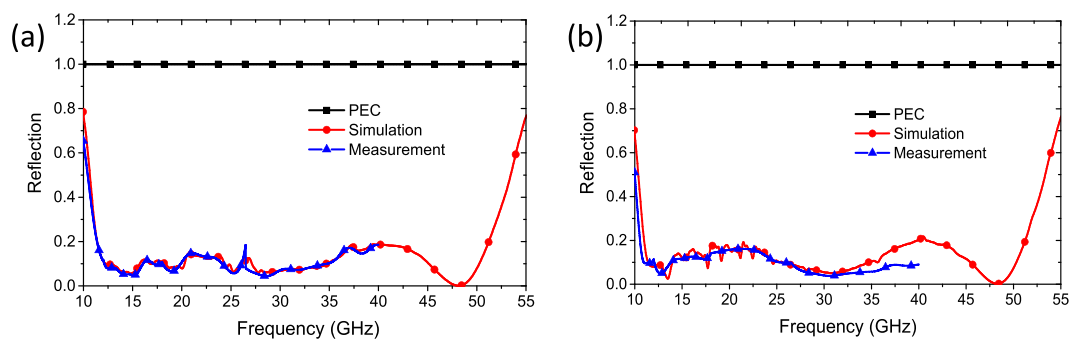 (a)
1.2
1.0
0.8
0.6
0.4
0.2
0.0
Reflection
PEC
Simulation
Measurement
10 15 20 25 30 35 40 45 50 55
Frequency (GHz)
(b)
1.2
1.0
0.8
0.6
0.4
0.2
0.0
Reflection
PEC
Simulation
Measurement
10 15 20 25 30 35 40 45 50 55
Frequency (GHz)